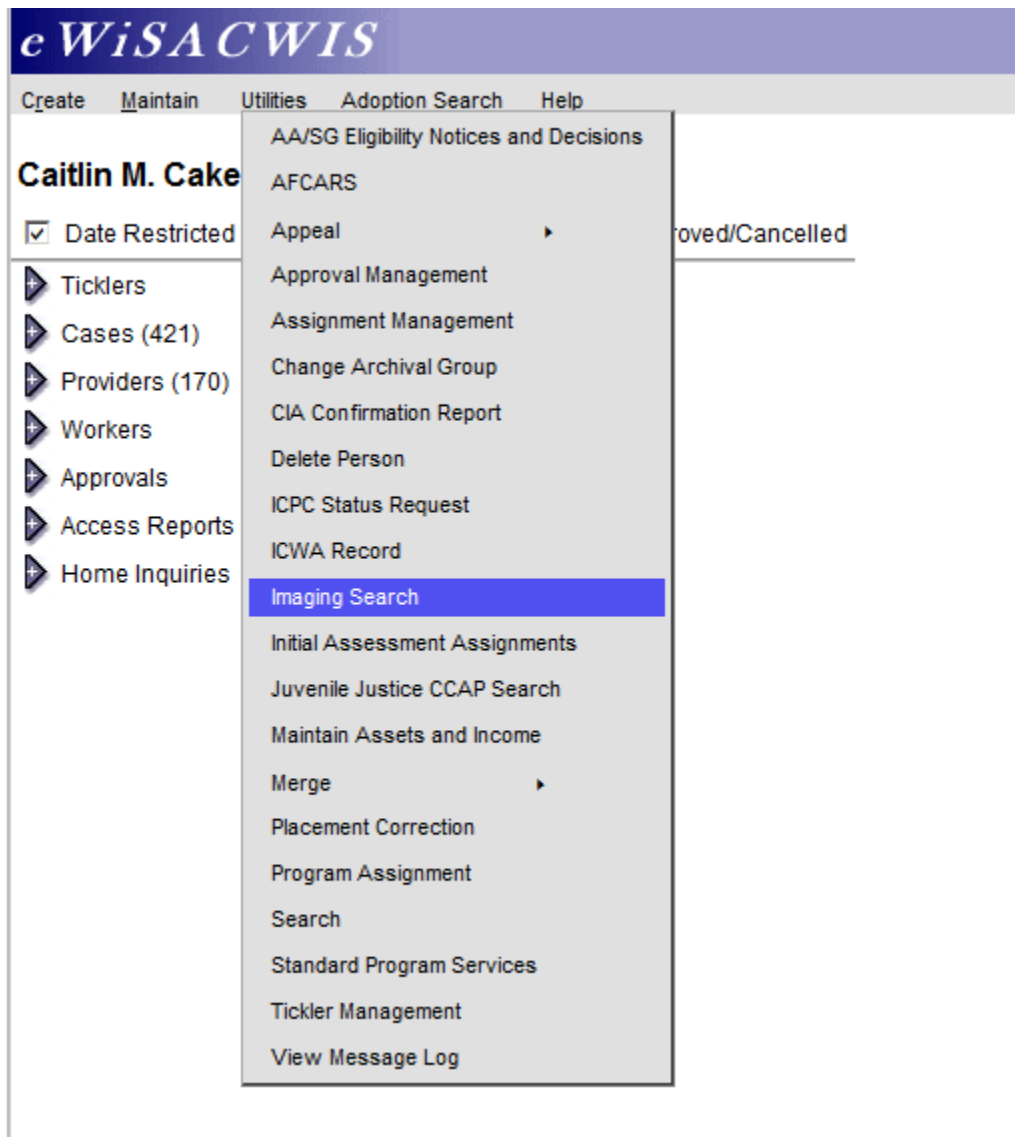 eWiSACWIS
Create Maintain Utilities Adoption Search Help
Caitlin M. Cake
Date Restricted roved/Cancelled
Ticklers
Cases (421)
Providers (170)
Workers
Approvals
Access Reports
Home Inquiries
AA/SG Eligibility Notices and Decisions
AFCARS
Appeal
Approval Management
Assignment Management
Change Archival Group
CIA Confirmation Report
Delete Person
ICPC Status Request
ICWA Record
Imaging Search
Initial Assessment Assignments
Juvenile Justice CCAP Search
Maintain Assets and Income
Merge
Placement Correction
Program Assignment
Search
Standard Program Services
Tickler Management
View Message Log